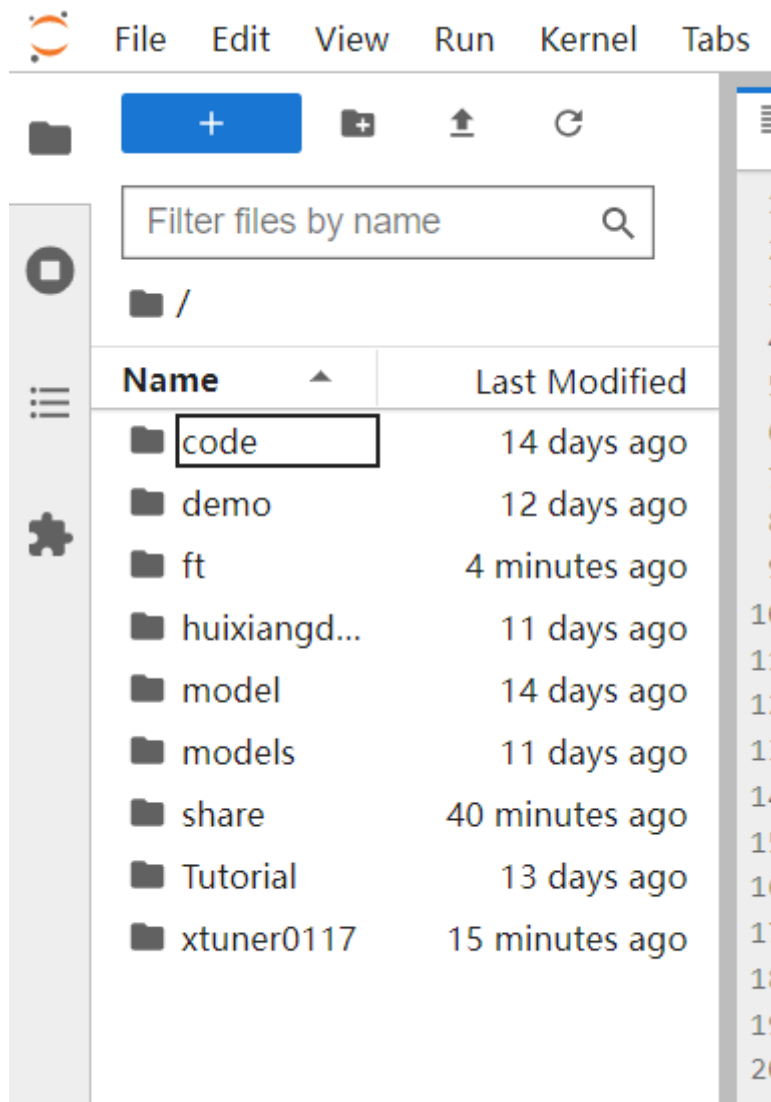 File Edit View Run Kernel Tabs
Filter files by name
/
Name Last Modified
code 14 days ago
demo 12 days ago
ft 4 minutes ago
huixiangd... 11 days ago
model 14 days ago
models 11 days ago
share 40 minutes ago
Tutorial 13 days ago
xtuner0117 15 minutes ago